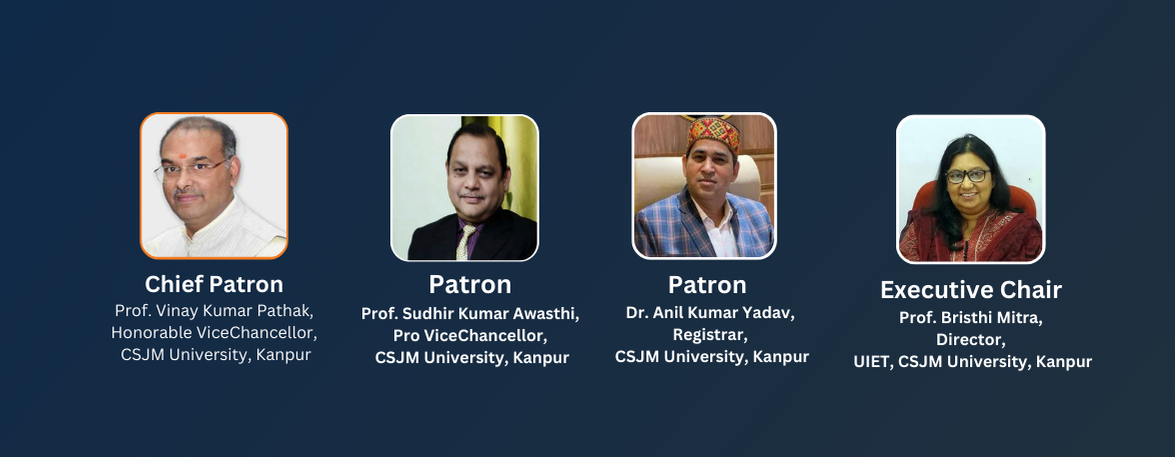 Chief Patron
Prof. Vinay Kumar Pathak,
Honorable ViceChancellor,
CSJM University, Kanpur
Patron
Prof. Sudhir Kumar Awasthi,
Pro ViceChancellor,
CSJM University, Kanpur
Patron
Dr. Anil Kumar Yadav,
Registrar,
CSJM University, Kanpur
Executive Chair
Prof. Bristhi Mitra,
Director,
UIET, CSJM University, Kanpur